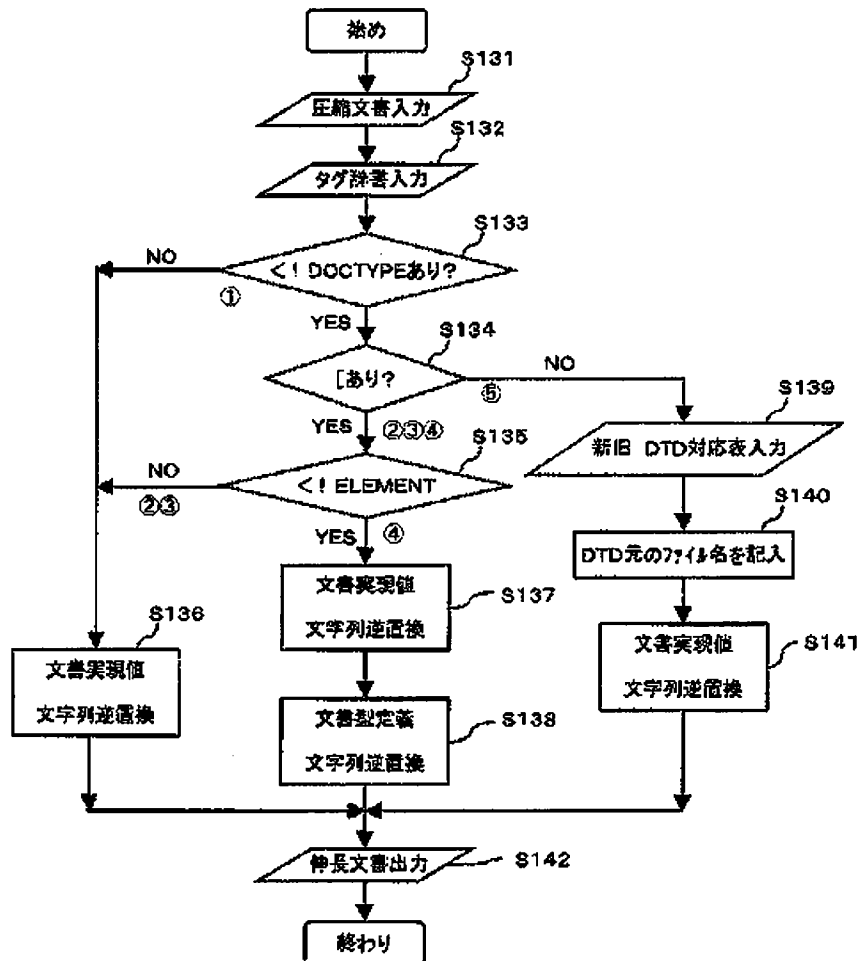 始め
S131
圧縮文書入力
S132
タグ辞書入力
S133
NO
<! DOCTYPEあり?
①
YES
S134
[あり?
NO
⑤
S139
YES
②③④
S135
新旧 DTD対応表入力
NO
<! ELEMENT
②③
S140
YES
④
DTD元のファイル名を記入
文書実現値
文字列逆置換
S137
S136
文書実現値
文字列逆置換
S141
文書実現値
文字列逆置換
文書型定義
文字列逆置換
S138
伸長文書出力
S142
終わり